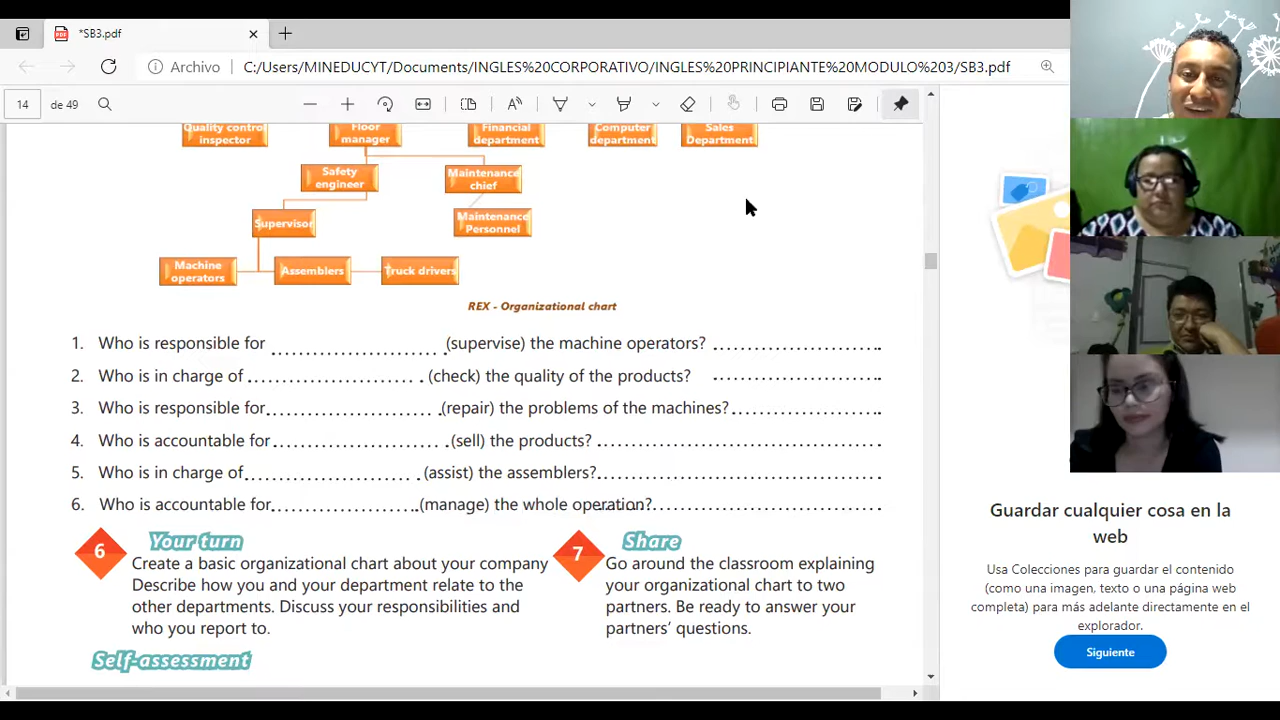 *SB3.pdf
Archivo C:/Users/MINEDUCYT/Documents/INGLES%20CORPORATIVO/INGLES%20PRINCIPIANTE%20MODULO%203/SB3.pdf
14 de 49
Quality control inspector
Floor manager
Financial department
Computer department
Sales Department
Safety engineer
Maintenance chief
Supervisor
Maintenance Personnel
Machine operators
Assemblers
Truck drivers
REX - Organizational chart
1. Who is responsible for ........................ (supervise) the machine operators? ........................
2. Who is in charge of ........................ (check) the quality of the products? ........................
3. Who is responsible for ........................ (repair) the problems of the machines? ........................
4. Who is accountable for ........................ (sell) the products? ........................
5. Who is in charge of ........................ (assist) the assemblers? ........................
6. Who is accountable for ........................ (manage) the whole operation? ........................
6 Your turn
Create a basic organizational chart about your company
Describe how you and your department relate to the
other departments. Discuss your responsibilities and
who you report to.
7 Share
Go around the classroom explaining
your organizational chart to two
partners. Be ready to answer your
partners' questions.
Self-assessment
Guardar cualquier cosa en la
web
Usa Colecciones para guardar el contenido
(como una imagen, texto o una página web
completa) para más adelante directamente en el
explorador.
Siguiente